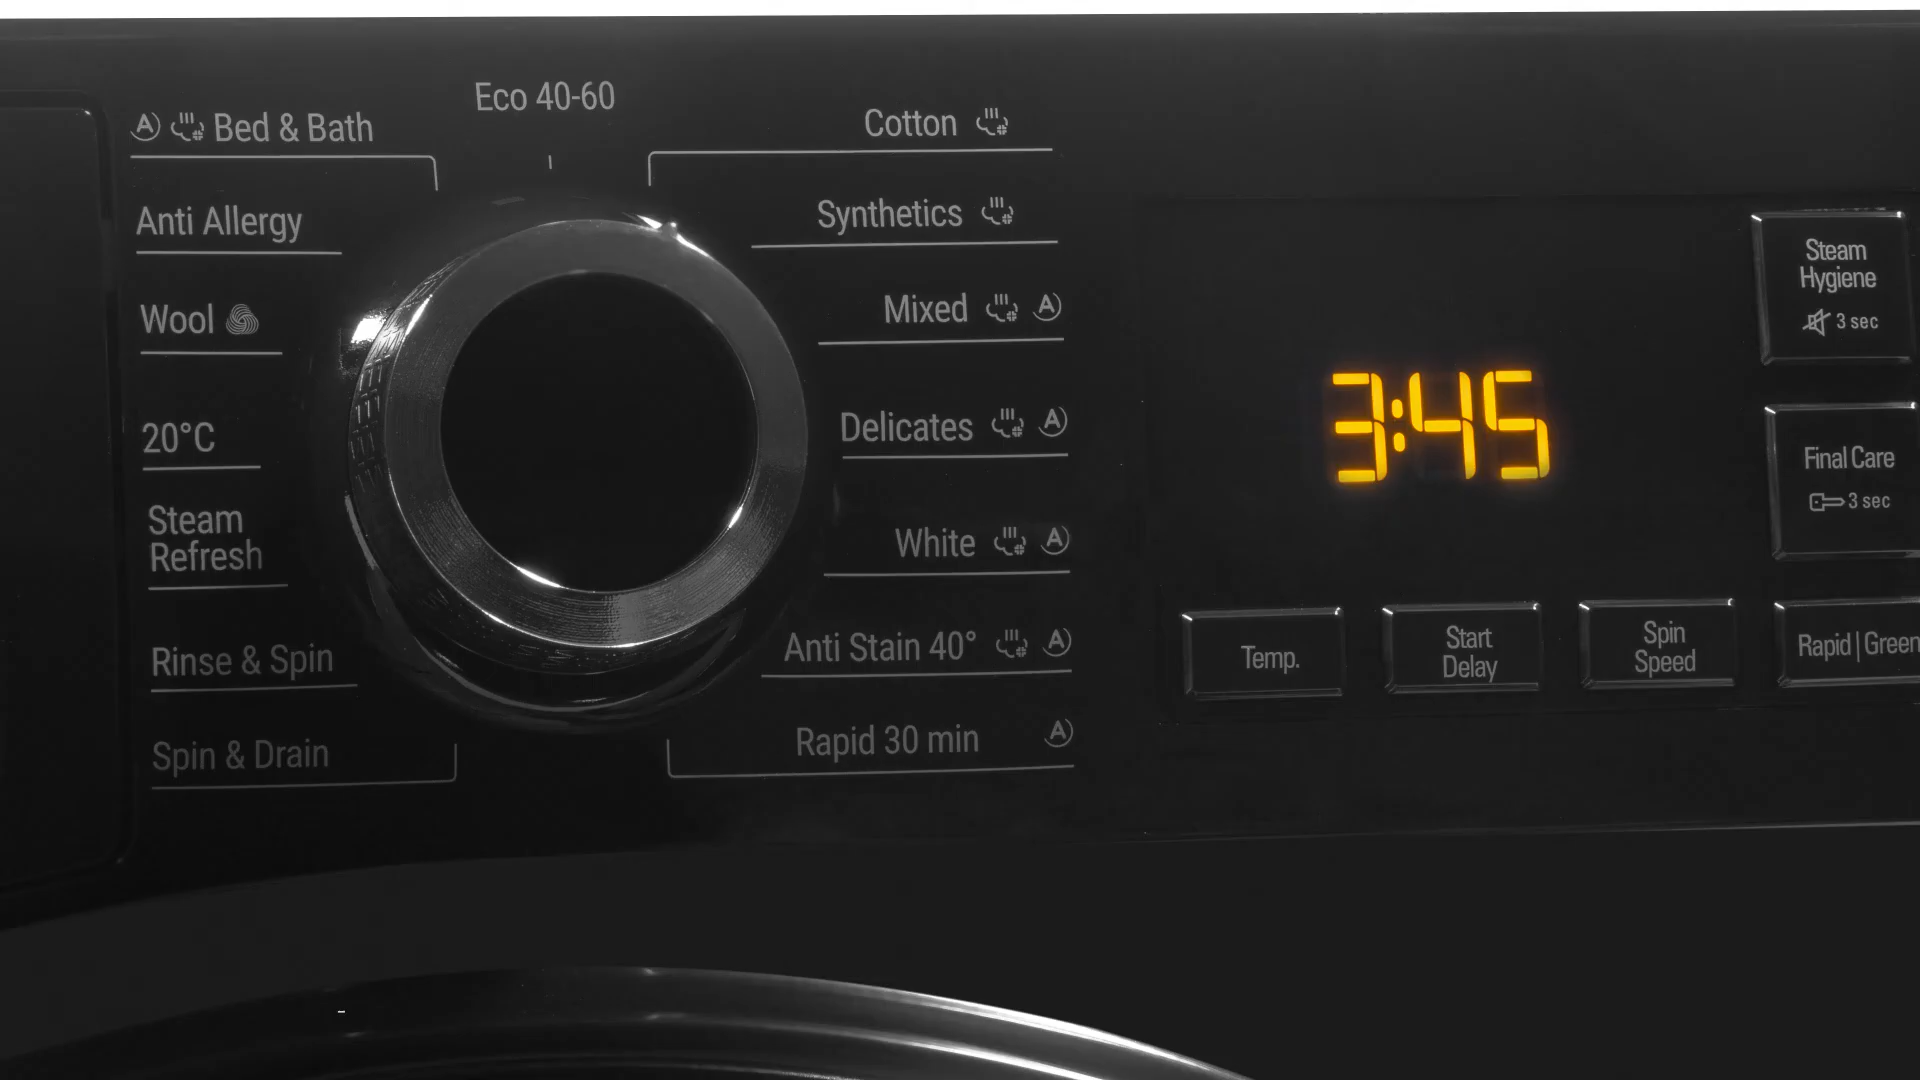 Eco 40-60
Bed & Bath
Anti Allergy
Wool
20°C
Steam
Refresh
Rinse & Spin
Spin & Drain
Cotton
Synthetics
Mixed A
Delicates A
White A
Anti Stain 40° A
Rapid 30 min A
3:45
Steam
Hygiene
3 sec
Final Care
3 sec
Temp.
Start
Delay
Spin
Speed
Rapid|Green